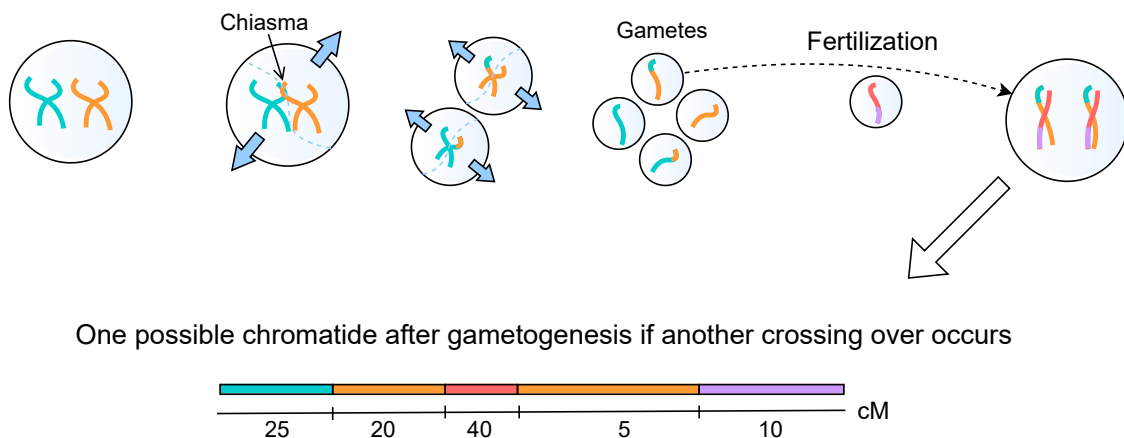 Chiasma
Gametes
Fertilization
One possible chromatide after gametogenesis if another crossing over occurs
25 20 40 5 10 cM